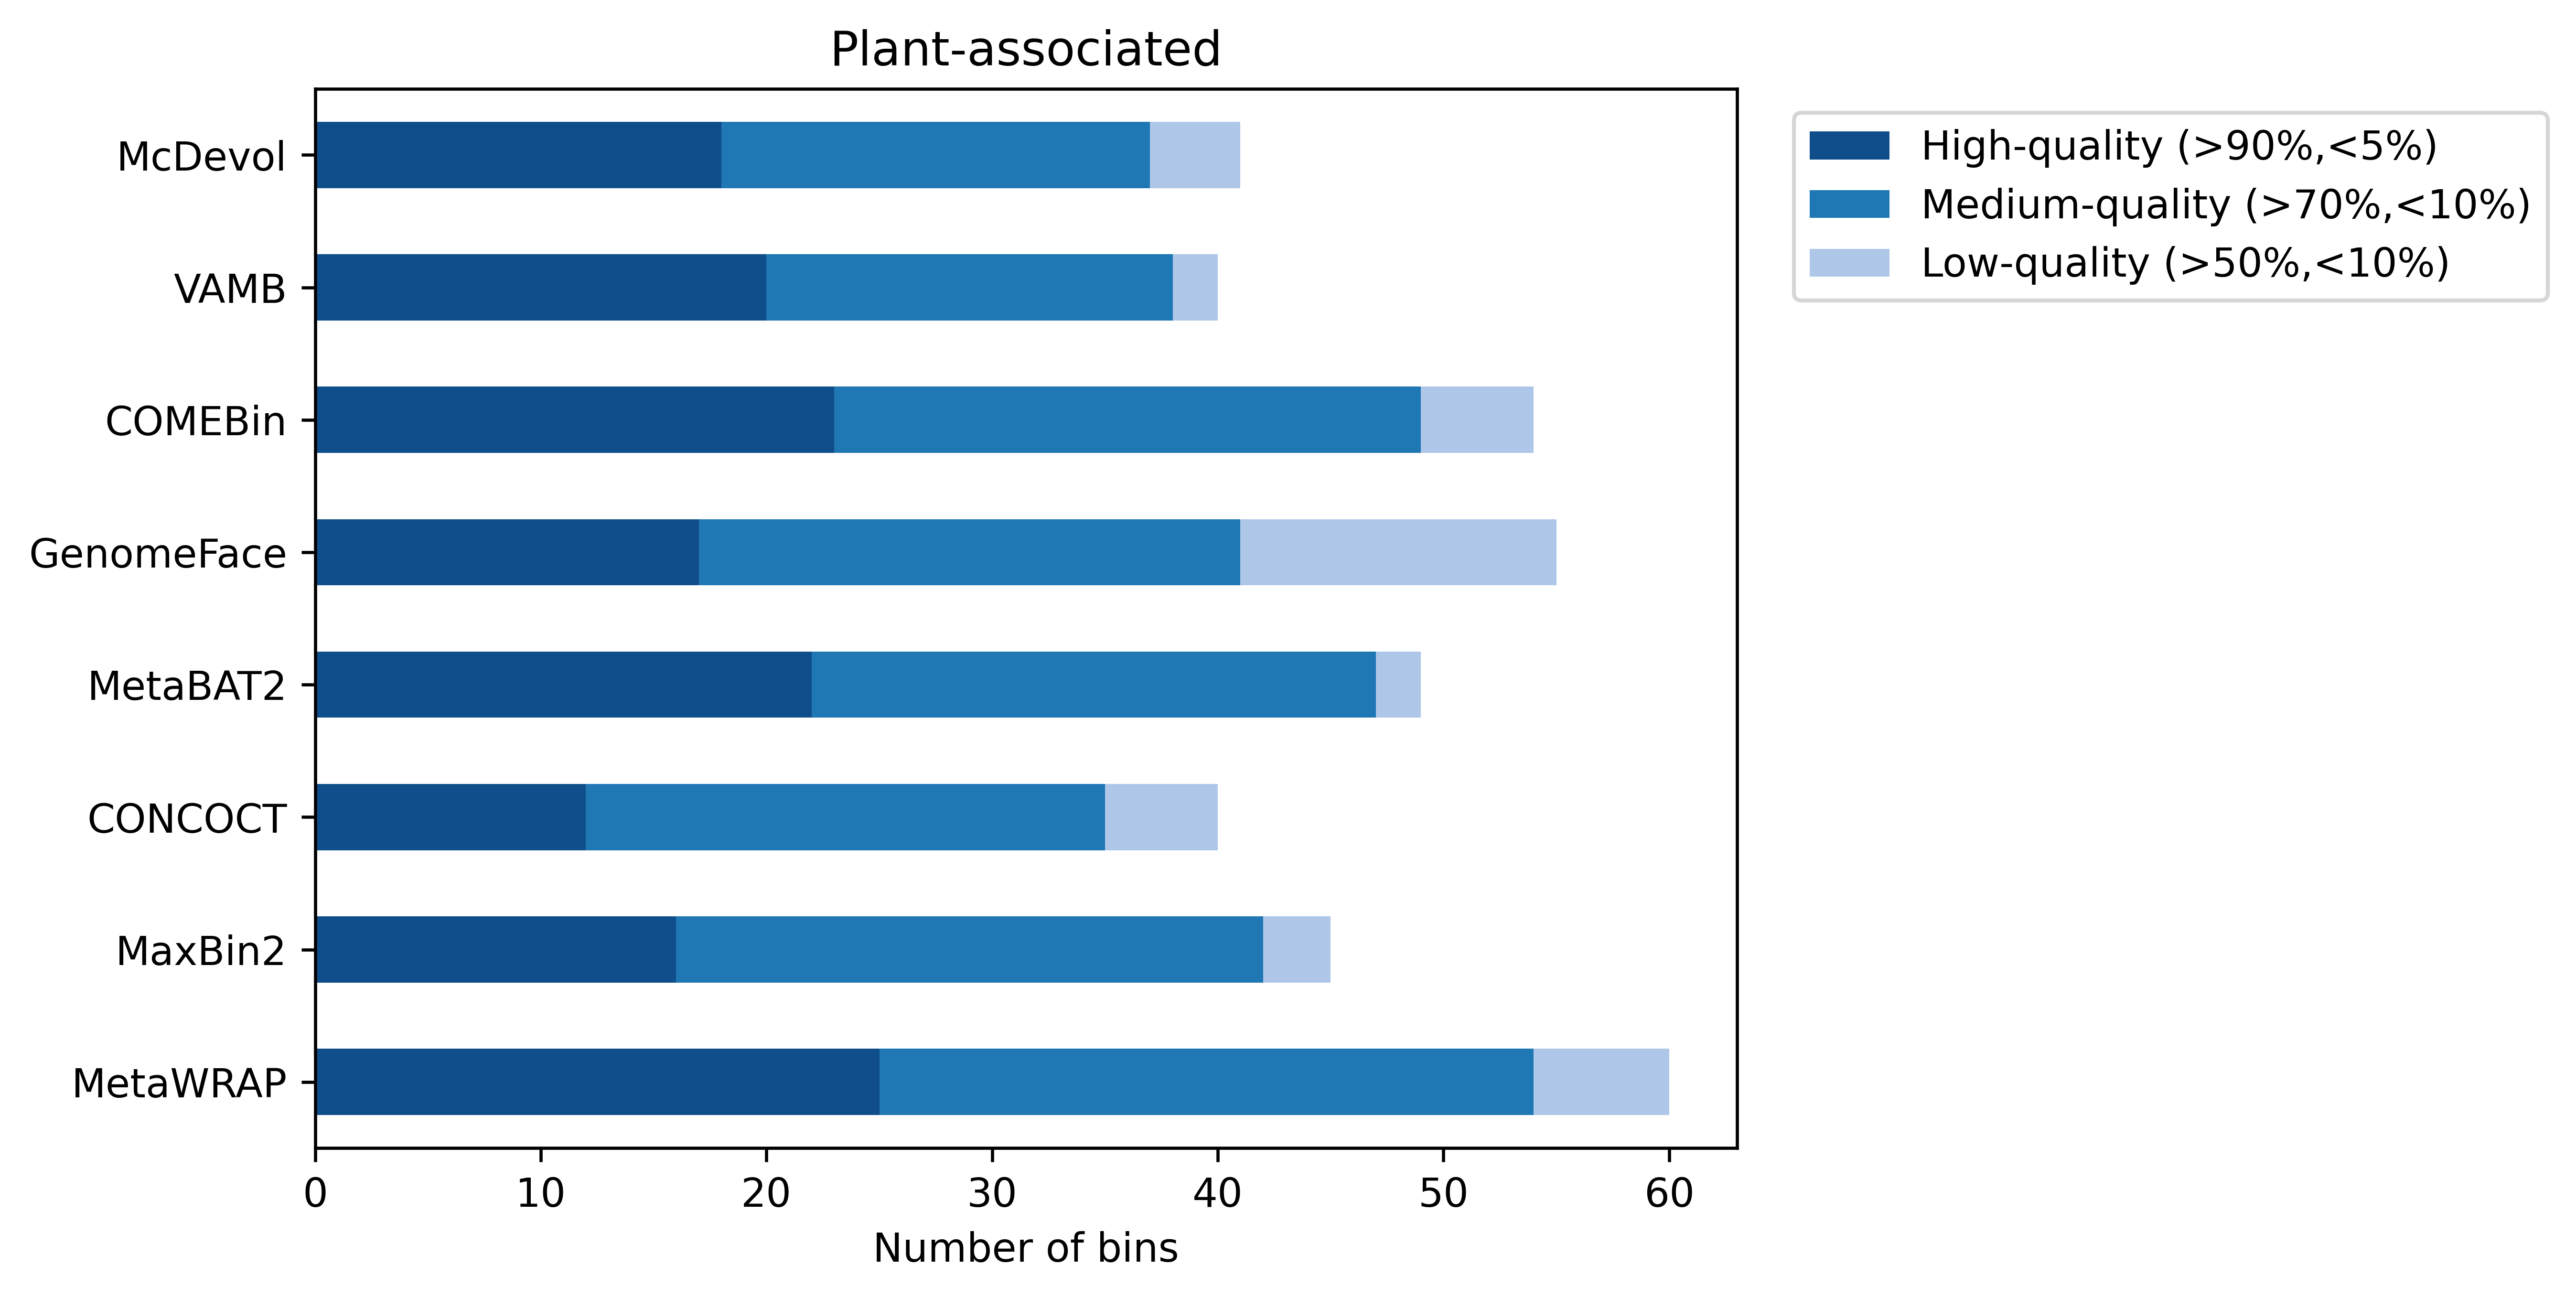 Plant-associated
McDevol
VAMB
COMEBin
GenomeFace
MetaBAT2
CONCOCT
MaxBin2
MetaWRAP
0 10 20 30 40 50 60
Number of bins
High-quality (>90%,<5%)
Medium-quality (>70%,<10%)
Low-quality (>50%,<10%)